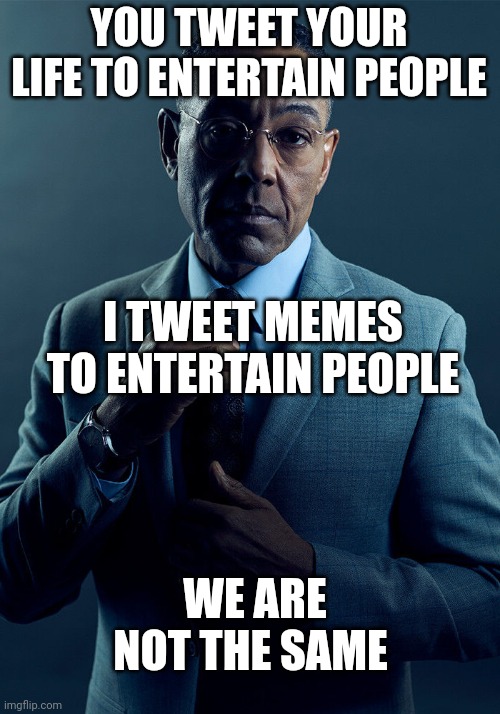 YOU TWEET YOUR
LIFE TO ENTERTAIN PEOPLE
I TWEET MEMES
TO ENTERTAIN PEOPLE
WE ARE
NOT THE SAME
imgflip.com